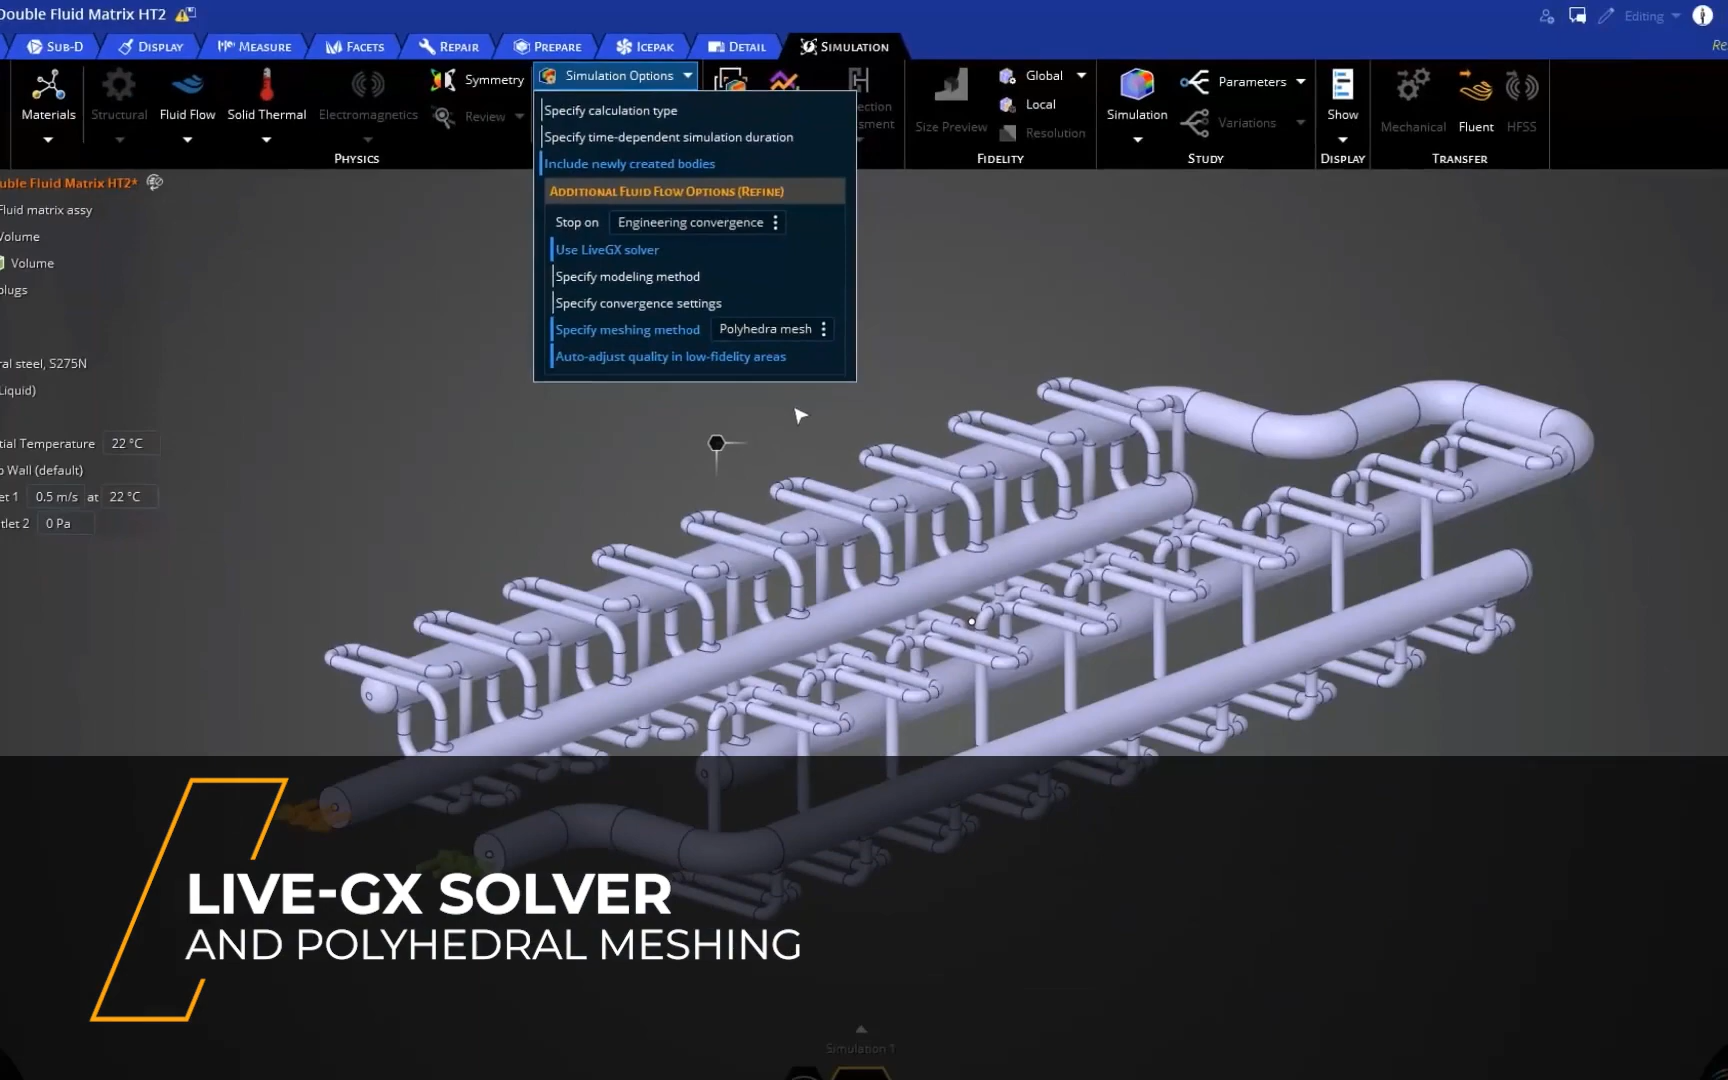 Double Fluid Matrix HT2
Editing
SUB-D
DISPLAY
MEASURE
FACETS
REPAIR
PREPARE
ICEPAK
DETAIL
SIMULATION
Re
Materials
Structural
Fluid Flow
Solid Thermal
Electromagnetics
Symmetry
Review
PHYSICS
Simulation Options
Specify calculation type
Specify time-dependent simulation duration
Include newly created bodies
ADDITIONAL FLUID FLOW OPTIONS (REFINE)
Stop on Engineering convergence
Use LiveGX solver
Specify modeling method
Specify convergence settings
Specify meshing method Polyhedra mesh
Auto-adjust quality in low-fidelity areas
Size Preview
Global
Local
Resolution
FIDELITY
Simulation
Parameters
Variations
STUDY
Show
DISPLAY
Mechanical
Fluent
HFSS
TRANSFER
uble Fluid Matrix HT2*
Fluid matrix assy
Volume
Volume
plugs
ral steel, S275N
Liquid)
tial Temperature 22 °C
o Wall (default)
et 1 0.5 m/s at 22 °C
tlet 2 0 Pa
LIVE-GX SOLVER
AND POLYHEDRAL MESHING
Simulation 1